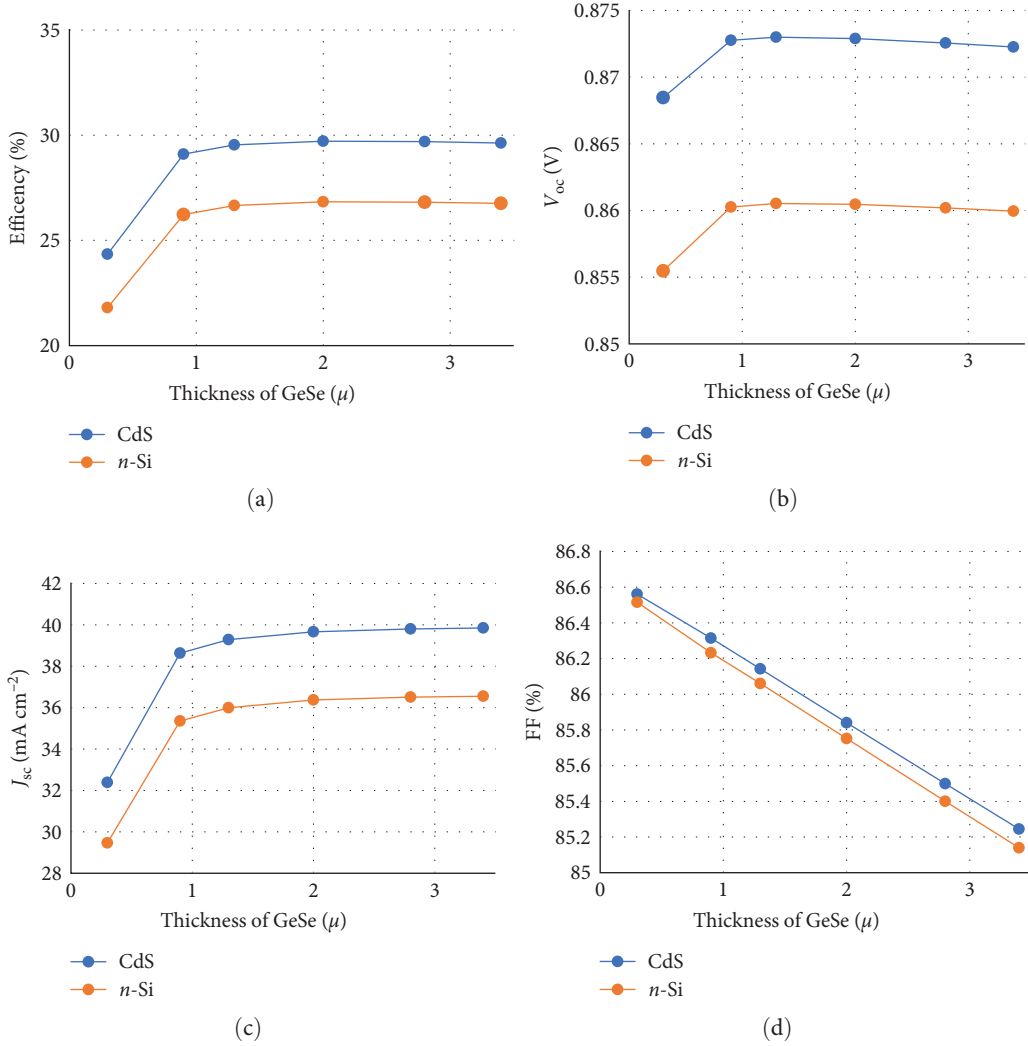 35
30
25
20
Efficency (%)
0 1 2 3
Thickness of GeSe (μ)
CdS
n-Si
(a)
0.875
0.87
0.865
0.86
0.855
0.85
Voc (V)
0 1 2 3
Thickness of GeSe (μ)
CdS
n-Si
(b)
42
40
38
36
34
32
30
28
Jsc (mA cm−2)
0 1 2 3
Thickness of GeSe (μ)
CdS
n-Si
(c)
86.8
86.6
86.4
86.2
86
85.8
85.6
85.4
85.2
85
FF (%)
0 1 2 3
Thickness of GeSe (μ)
CdS
n-Si
(d)